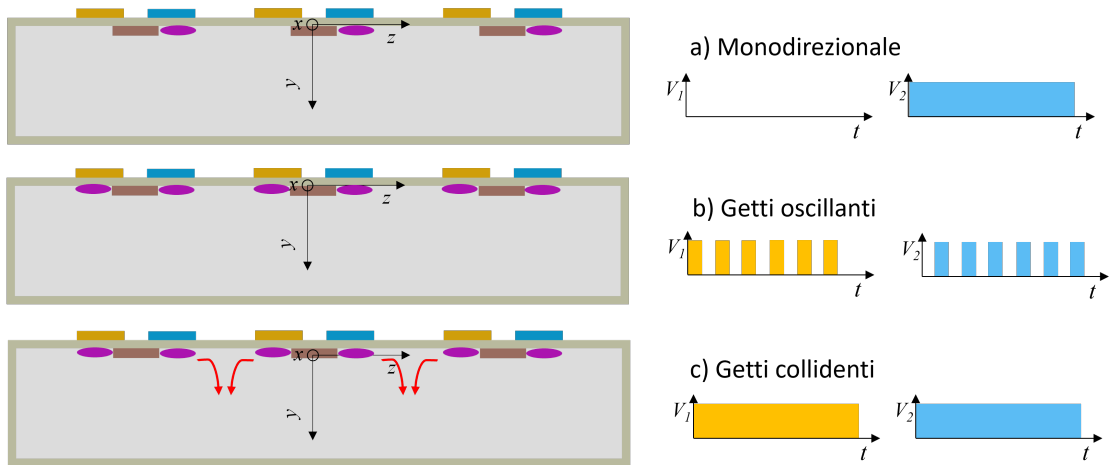 x
z
y
a) Monodirezionale
V1
t
V2
t
x
z
y
b) Getti oscillanti
V1
t
V2
t
x
z
y
c) Getti collidenti
V1
t
V2
t